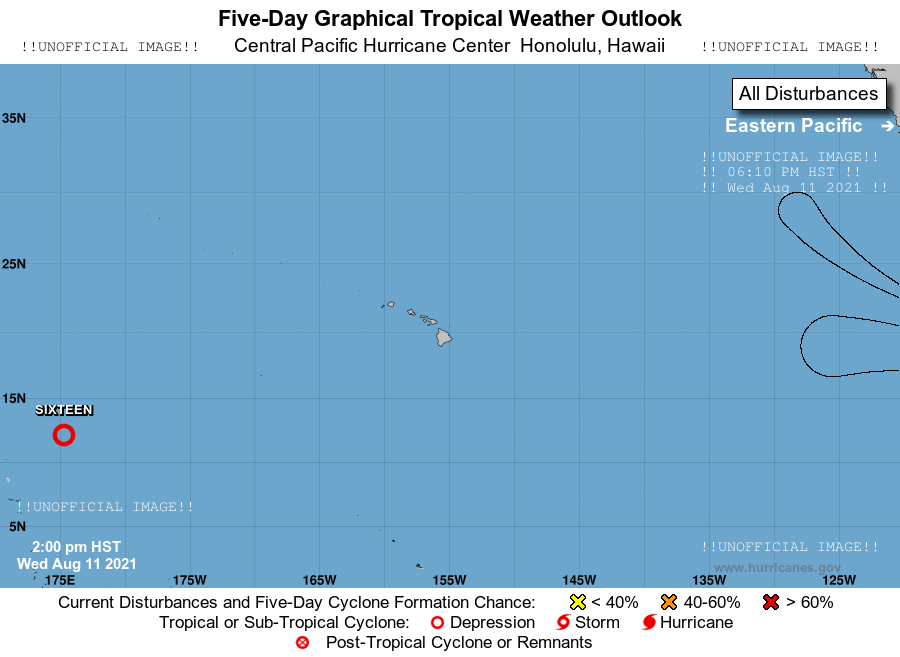 Five-Day Graphical Tropical Weather Outlook
!!UNOFFICIAL IMAGE!! Central Pacific Hurricane Center Honolulu, Hawaii !!UNOFFICIAL IMAGE!!
All Disturbances
35N
Eastern Pacific
!!UNOFFICIAL IMAGE!!
!! 06:10 PM HST !!
!! Wed Aug 11 2021 !!
25N
15N
SIXTEEN
!!UNOFFICIAL IMAGE!!
5N
2:00 pm HST
Wed Aug 11 2021
!!UNOFFICIAL IMAGE!!
www.hurricanes.gov
175E 175W 165W 155W 145W 135W 125W
Current Disturbances and Five-Day Cyclone Formation Chance: < 40% 40-60% > 60%
Tropical or Sub-Tropical Cyclone: Depression Storm Hurricane
Post-Tropical Cyclone or Remnants